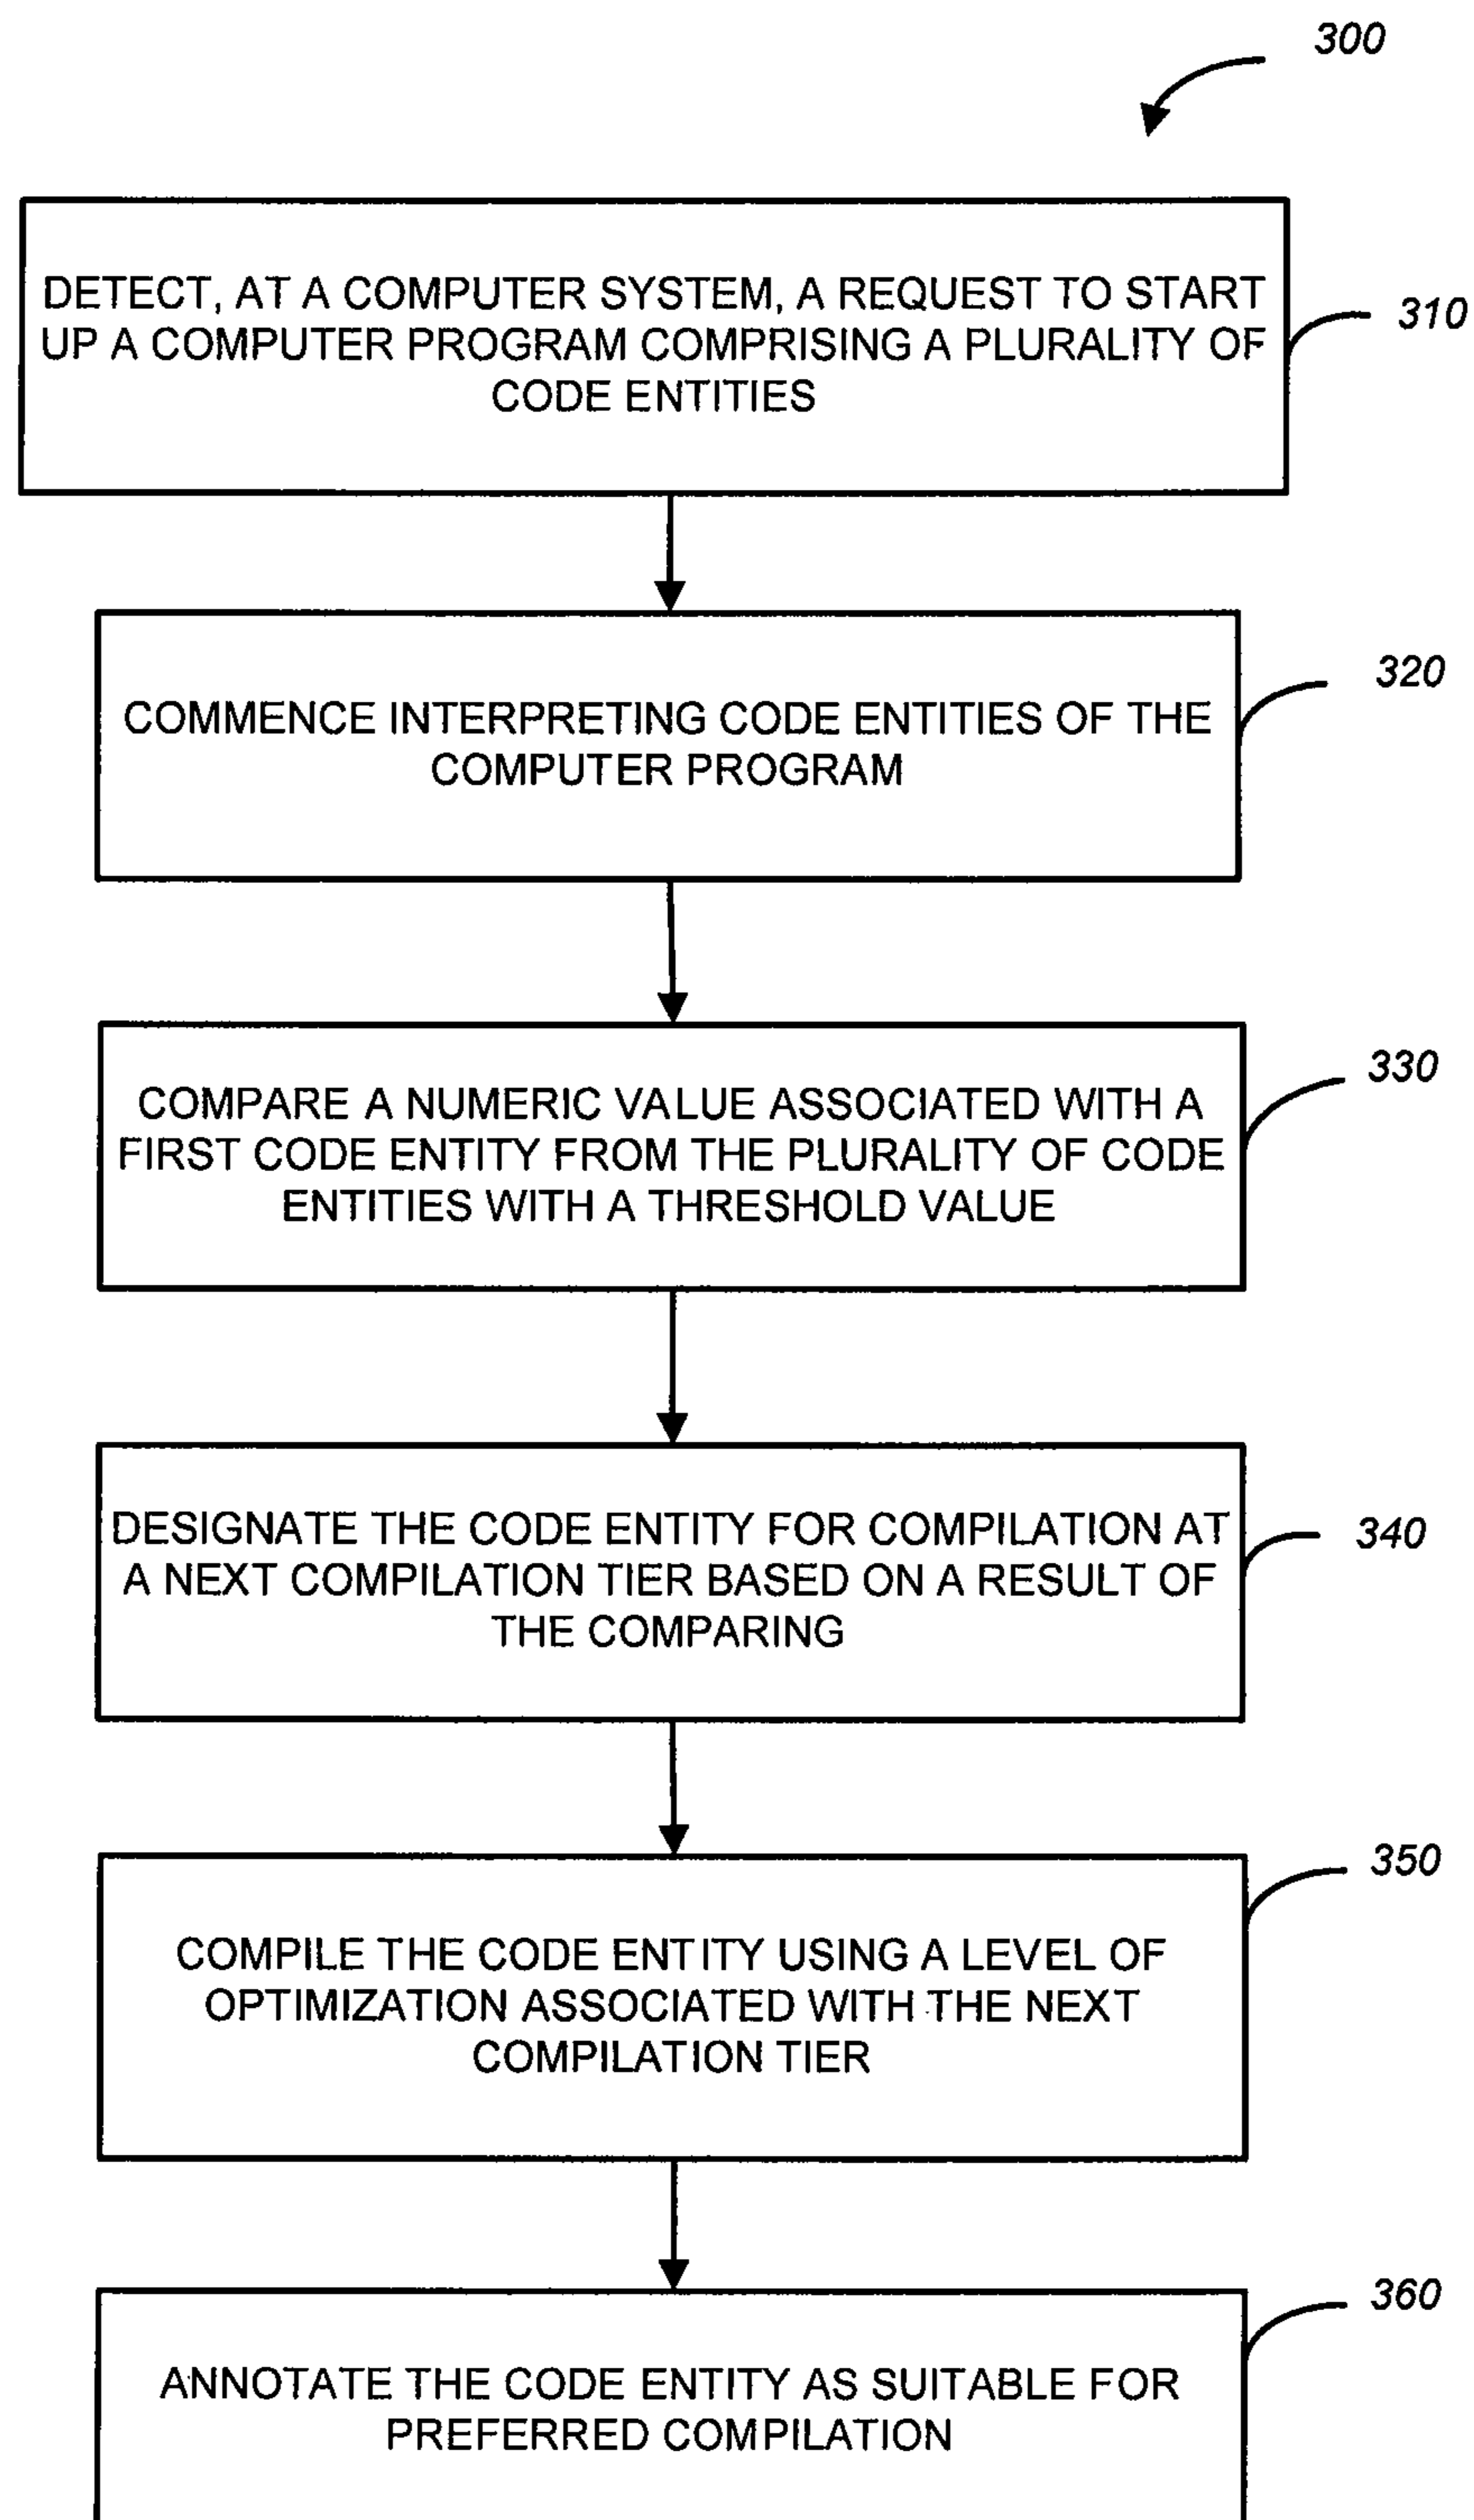 300
DETECT, AT A COMPUTER SYSTEM, A REQUEST TO START
UP A COMPUTER PROGRAM COMPRISING A PLURALITY OF
CODE ENTITIES
310
COMMENCE INTERPRETING CODE ENTITIES OF THE
COMPUTER PROGRAM
320
COMPARE A NUMERIC VALUE ASSOCIATED WITH A
FIRST CODE ENTITY FROM THE PLURALITY OF CODE
ENTITIES WITH A THRESHOLD VALUE
330
DESIGNATE THE CODE ENTITY FOR COMPILATION AT
A NEXT COMPILATION TIER BASED ON A RESULT OF
THE COMPARING
340
COMPILE THE CODE ENTITY USING A LEVEL OF
OPTIMIZATION ASSOCIATED WITH THE NEXT
COMPILATION TIER
350
ANNOTATE THE CODE ENTITY AS SUITABLE FOR
PREFERRED COMPILATION
360